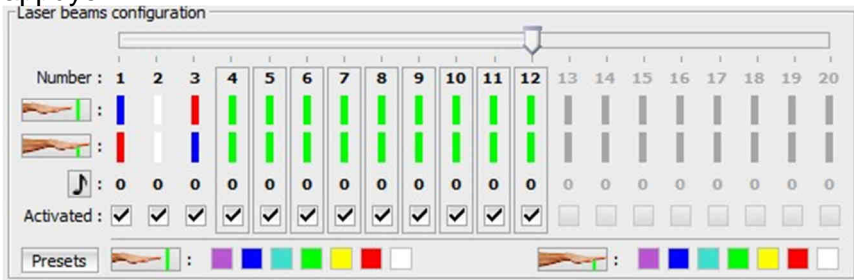 Laser beams configuration
Number : 1 2 3 4 5 6 7 8 9 10 11 12 13 14 15 16 17 18 19 20
:
:
♪ : 0 0 0 0 0 0 0 0 0 0 0 0 0 0 0 0 0 0 0 0
Activated :
Presets : :